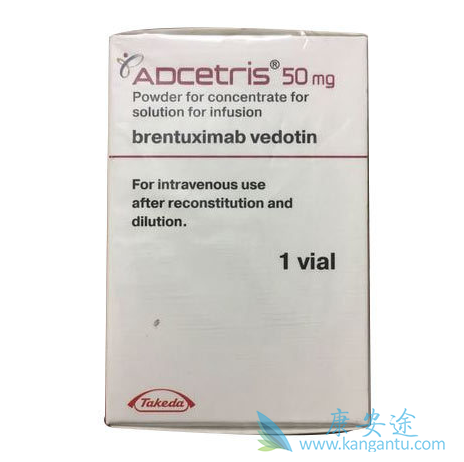 ADCETRIS® 50 mg
Powder for concentrate for
solution for infusion
brentuximab vedotin
For intravenous use
after reconstitution and
dilution.
1 vial
Takeda
康安途
www.kangantu.com